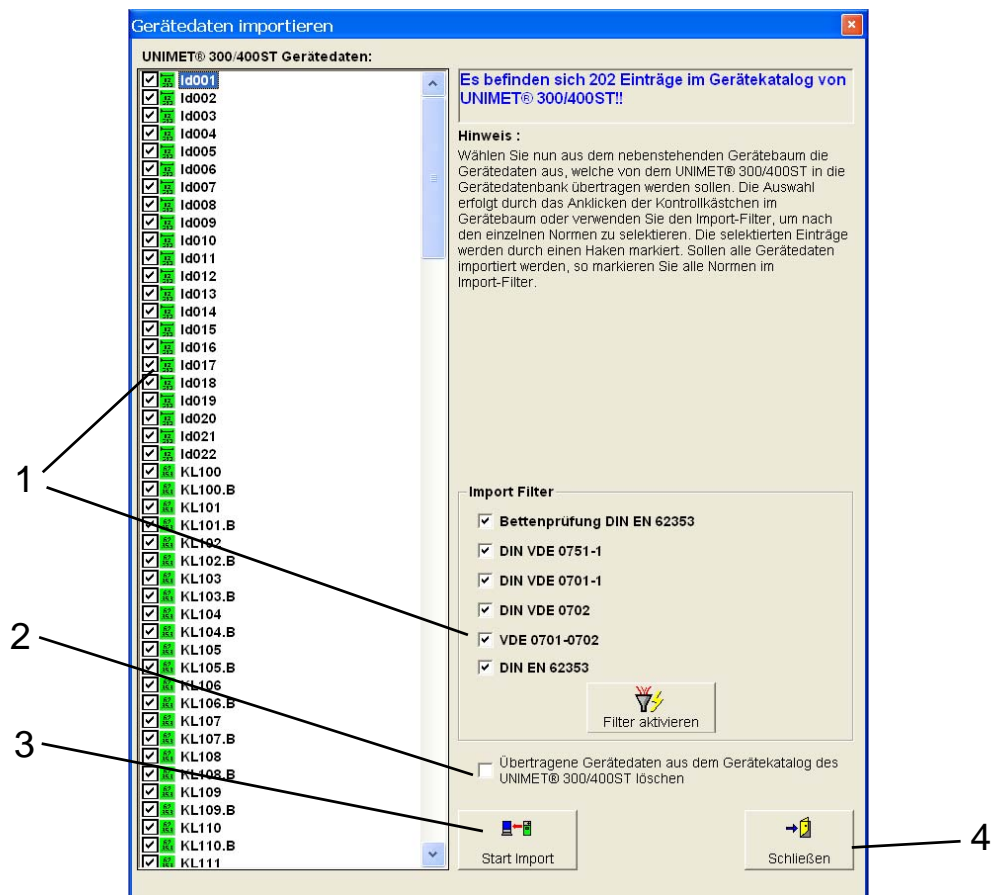 Gerätedaten importieren
UNIMET® 300/400ST Gerätedaten:
Id001
Id002
Id003
Id004
Id005
Id006
Id007
Id008
Id009
Id010
Id011
Id012
Id013
Id014
Id015
Id016
Id017
Id018
Id019
Id020
Id021
Id022
KL100
KL100.B
KL101
KL101.B
KL102
KL102.B
KL103
KL103.B
KL104
KL104.B
KL105
KL105.B
KL106
KL106.B
KL107
KL107.B
KL108
KL108.B
KL109
KL109.B
KL110
KL110.B
KL111
Es befinden sich 202 Einträge im Gerätekatalog von
UNIMET® 300/400ST!!
Hinweis :
Wählen Sie nun aus dem nebenstehenden Gerätebaum die
Gerätedaten aus, welche von dem UNIMET® 300/400ST in die
Gerätedatenbank übertragen werden sollen. Die Auswahl
erfolgt durch das Anklicken der Kontrollkästchen im
Gerätebaum oder verwenden Sie den Import-Filter, um nach
den einzelnen Normen zu selektieren. Die selektierten Einträge
werden durch einen Haken markiert. Sollen alle Gerätedaten
importiert werden, so markieren Sie alle Normen im
Import-Filter.
Import Filter
Bettenprüfung DIN EN 62353
DIN VDE 0751-1
DIN VDE 0701-1
DIN VDE 0702
VDE 0701-0702
DIN EN 62353
Filter aktivieren
Übertragene Gerätedaten aus dem Gerätekatalog des
UNIMET® 300/400ST löschen
Start Import
Schließen
1
2
3
4